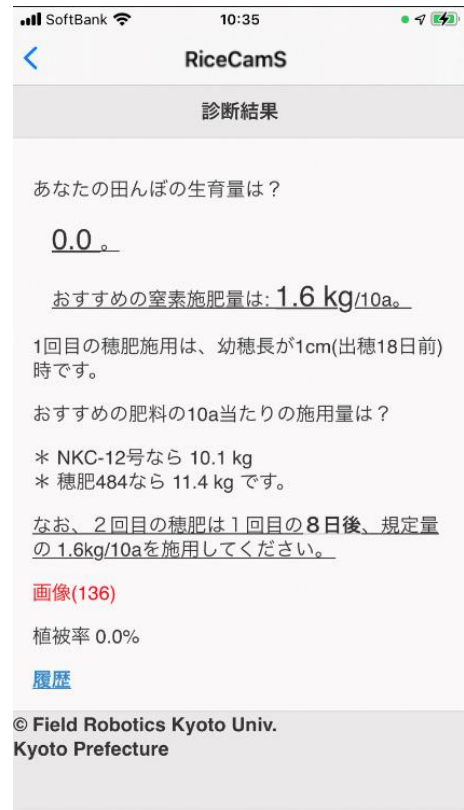 SoftBank 10:35
RiceCamS
診断結果
あなたの田んぼの生育量は？
0.0 。
おすすめの窒素施肥量は: 1.6 kg/10a。
1回目の穂肥施用は、幼穂長が1cm(出穂18日前)
時です。
おすすめの肥料の10a当たりの施用量は？
＊ NKC-12号なら 10.1 kg
＊ 穂肥484なら 11.4 kg です。
なお、２回目の穂肥は１回目の８日後、規定量
の 1.6kg/10aを施用してください。
画像(136)
植被率 0.0%
履歴
© Field Robotics Kyoto Univ.
Kyoto Prefecture